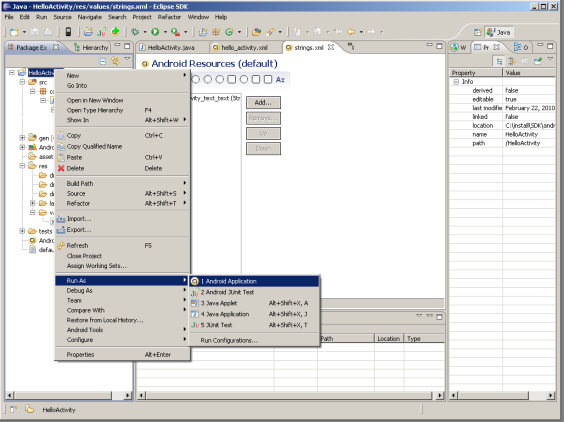 Java - HelloActivity/res/values/strings.xml - Eclipse SDK
File Edit Run Source Navigate Search Project Refactor Window Help
Java
Package Ex Hierarchy
HelloActivity.java hello_activity.xml strings.xml
W Pr O
HelloActiv
src
gen
Androi
asset
res
tests
Andro
defau
New
Go Into
Open in New Window
Open Type Hierarchy F4
Show In Alt+Shift+W
Copy Ctrl+C
Copy Qualified Name
Paste Ctrl+V
Delete Delete
Build Path
Source Alt+Shift+S
Refactor Alt+Shift+T
Import...
Export...
Refresh F5
Close Project
Assign Working Sets...
Run As
Debug As
Team
Compare With
Restore from Local History...
Android Tools
Configure
Properties Alt+Enter
1 Android Application
2 Android JUnit Test
3 Java Applet Alt+Shift+X, A
4 Java Application Alt+Shift+X, J
5 JUnit Test Alt+Shift+X, T
Run Configurations...
Android Resources (default)
Az
vity_text_text (Str
Add...
Remove...
Up
Down
Path Location Type
Property Value
Info
derived false
editable true
last modifie February 22, 2010
linked false
location C:\install\SDK\andr
name HelloActivity
path /HelloActivity
HelloActivity